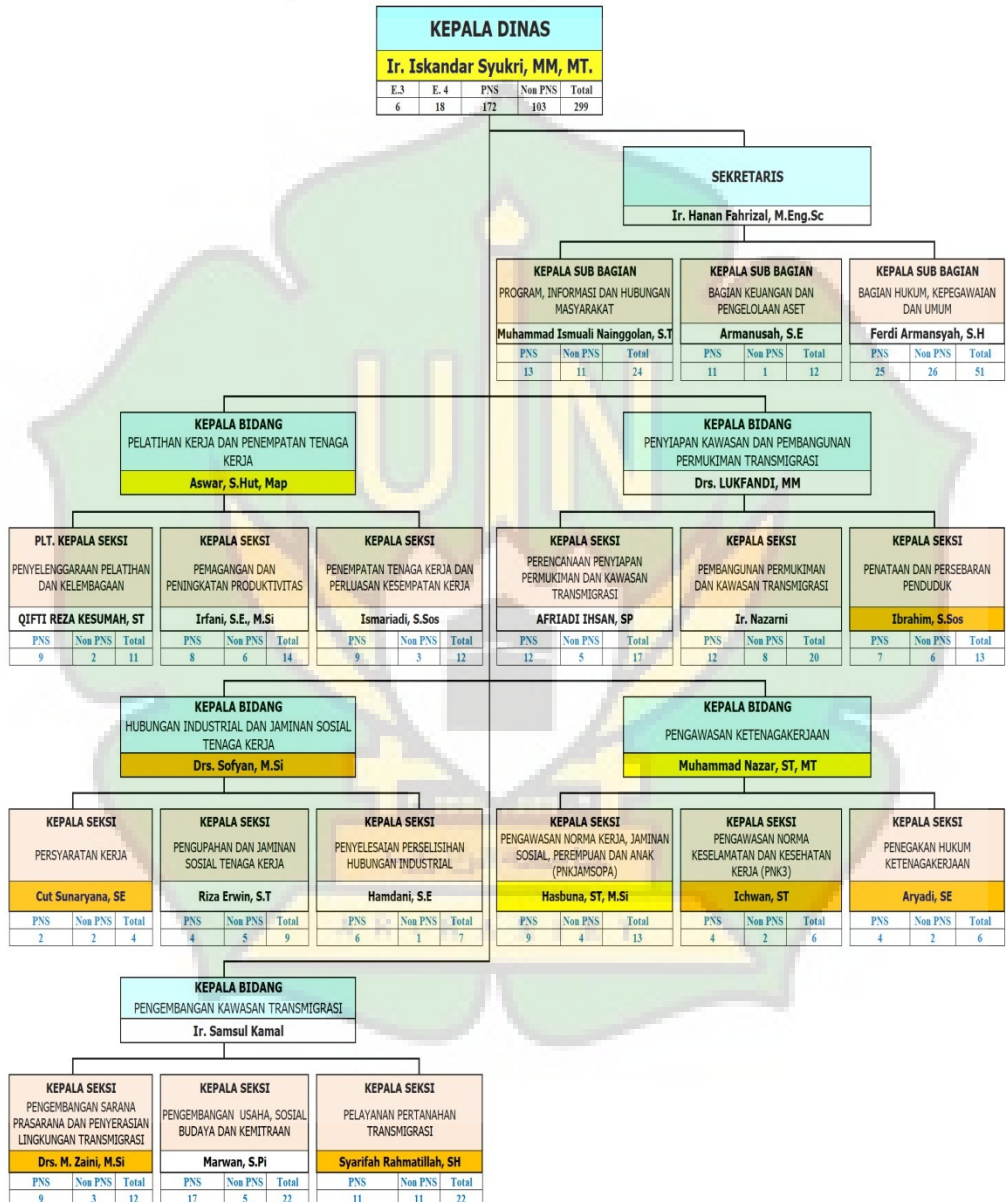 KEPALA DINAS
Ir. Iskandar Syukri, MM, MT.
E.3 E. 4 PNS Non PNS Total
6 18 172 103 299
SEKRETARIS
Ir. Hanan Fahrizal, M.Eng.Sc
KEPALA SUB BAGIAN
PROGRAM, INFORMASI DAN HUBUNGAN
MASYARAKAT
Muhammad Ismuali Nainggolan, S.T
PNS Non PNS Total
13 11 24
KEPALA SUB BAGIAN
BAGIAN KEUANGAN DAN
PENGELOLAAN ASET
Armanusah, S.E
PNS Non PNS Total
11 1 12
KEPALA SUB BAGIAN
BAGIAN HUKUM, KEPEGAWAIAN
DAN UMUM
Ferdi Armansyah, S.H
PNS Non PNS Total
25 26 51
KEPALA BIDANG
PELATIHAN KERJA DAN PENEMPATAN TENAGA
KERJA
Aswar, S.Hut, Map
KEPALA BIDANG
PENYIAPAN KAWASAN DAN PEMBANGUNAN
PERMUKIMAN TRANSMIGRASI
Drs. LUKFANDI, MM
PLT. KEPALA SEKSI
PENYELENGGARAAN PELATIHAN
DAN KELEMBAGAAN
QIFTI REZA KESUMAH, ST
PNS Non PNS Total
9 2 11
KEPALA SEKSI
PEMAGANGAN DAN
PENINGKATAN PRODUKTIVITAS
Irfani, S.E., M.Si
PNS Non PNS Total
8 6 14
KEPALA SEKSI
PENEMPATAN TENAGA KERJA DAN
PERLUASAN KESEMPATAN KERJA
Ismariadi, S.Sos
PNS Non PNS Total
9 3 12
KEPALA SEKSI
PERENCANAAN PENYIAPAN
PERMUKIMAN DAN KAWASAN
TRANSMIGRASI
AFRIADI IHSAN, SP
PNS Non PNS Total
12 5 17
KEPALA SEKSI
PEMBANGUNAN PERMUKIMAN
DAN KAWASAN TRANSMIGRASI
Ir. Nazarni
PNS Non PNS Total
12 8 20
KEPALA SEKSI
PENATAAN DAN PERSEBARAN
PENDUDUK
Ibrahim, S.Sos
PNS Non PNS Total
7 6 13
KEPALA BIDANG
HUBUNGAN INDUSTRIAL DAN JAMINAN SOSIAL
TENAGA KERJA
Drs. Sofyan, M.Si
KEPALA BIDANG
PENGAWASAN KETENAGAKERJAAN
Muhammad Nazar, ST, MT
KEPALA SEKSI
PERSYARATAN KERJA
Cut Sunaryana, SE
PNS Non PNS Total
2 2 4
KEPALA SEKSI
PENGUPAHAN DAN JAMINAN
SOSIAL TENAGA KERJA
Riza Erwin, S.T
PNS Non PNS Total
4 5 9
KEPALA SEKSI
PENYELESAIAN PERSELISIHAN
HUBUNGAN INDUSTRIAL
Hamdani, S.E
PNS Non PNS Total
6 1 7
KEPALA SEKSI
PENGAWASAN NORMA KERJA, JAMINAN
SOSIAL, PEREMPUAN DAN ANAK
(PNKJAMSOPA)
Hasbuna, ST, M.Si
PNS Non PNS Total
9 4 13
KEPALA SEKSI
PENGAWASAN NORMA
KESELAMATAN DAN KESEHATAN
KERJA (PNK3)
Ichwan, ST
PNS Non PNS Total
4 2 6
KEPALA SEKSI
PENEGAKAN HUKUM
KETENAGAKERJAAN
Aryadi, SE
PNS Non PNS Total
4 2 6
KEPALA BIDANG
PENGEMBANGAN KAWASAN TRANSMIGRASI
Ir. Samsul Kamal
KEPALA SEKSI
PENGEMBANGAN SARANA
PRASARANA DAN PENYERASIAN
LINGKUNGAN TRANSMIGRASI
Drs. M. Zaini, M.Si
PNS Non PNS Total
9 3 12
KEPALA SEKSI
PENGEMBANGAN USAHA, SOSIAL
BUDAYA DAN KEMITRAAN
Marwan, S.Pi
PNS Non PNS Total
17 5 22
KEPALA SEKSI
PELAYANAN PERTANAHAN
TRANSMIGRASI
Syarifah Rahmatillah, SH
PNS Non PNS Total
11 11 22
UIN